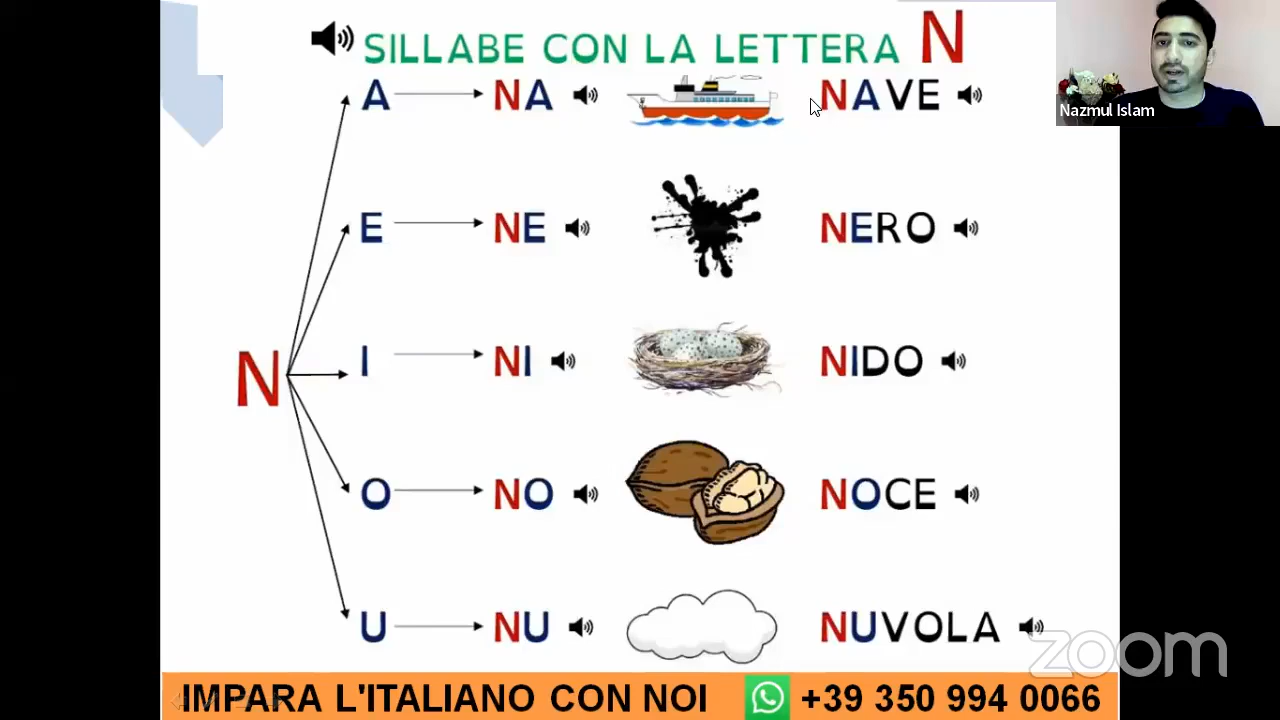 SILLABE CON LA LETTERA N
A NA NAVE
Nazmul Islam
E NE NERO
N I NI NIDO
O NO NOCE
U NU NUVOLA
zoom
IMPARA L'ITALIANO CON NOI +39 350 994 0066